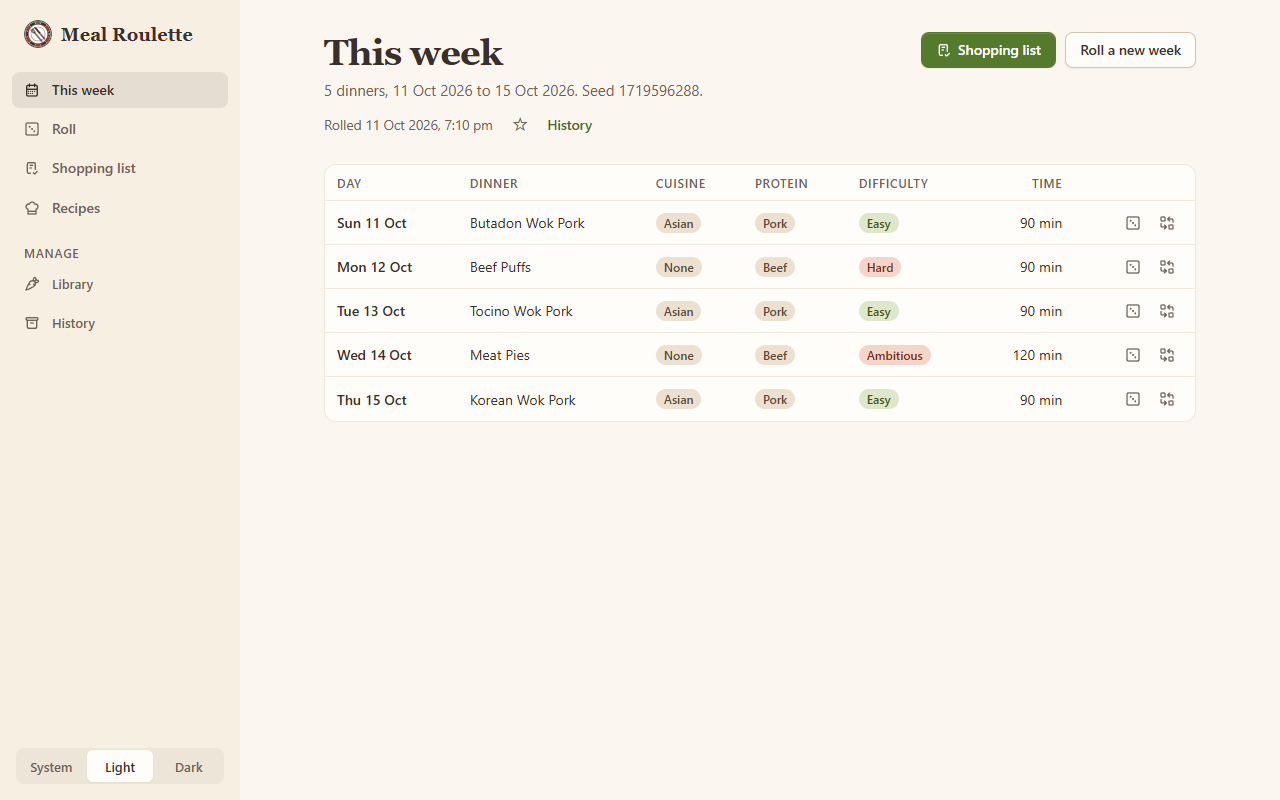 Meal Roulette
This week
Roll
Shopping list
Recipes
MANAGE
Library
History
System Light Dark
This week
Shopping list
Roll a new week
5 dinners, 11 Oct 2026 to 15 Oct 2026. Seed 1719596288.
Rolled 11 Oct 2026, 7:10 pm ☆ History
DAY DINNER CUISINE PROTEIN DIFFICULTY TIME
Sun 11 Oct Butadon Wok Pork Asian Pork Easy 90 min
Mon 12 Oct Beef Puffs None Beef Hard 90 min
Tue 13 Oct Tocino Wok Pork Asian Pork Easy 90 min
Wed 14 Oct Meat Pies None Beef Ambitious 120 min
Thu 15 Oct Korean Wok Pork Asian Pork Easy 90 min